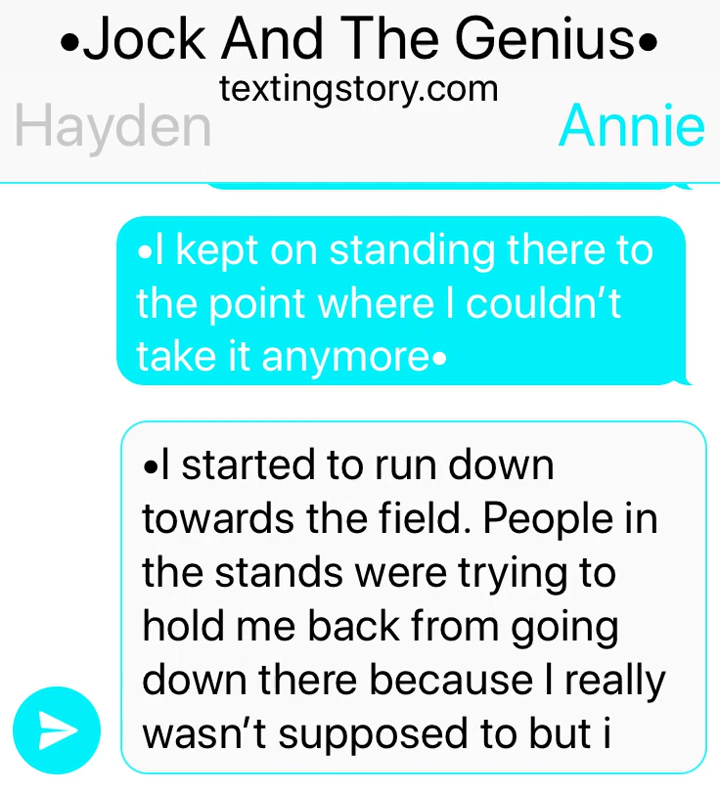 •Jock And The Genius•
textingstory.com
Hayden
Annie
•I kept on standing there to
the point where I couldn't
take it anymore•
•I started to run down
towards the field. People in
the stands were trying to
hold me back from going
down there because I really
wasn't supposed to but i